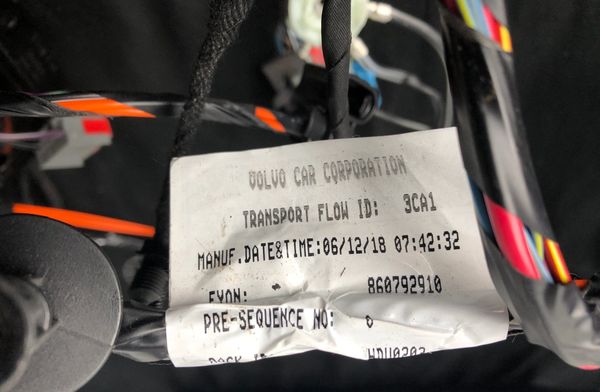 VOLVO CAR CORPORATION
TRANSPORT FLOW ID: 3CA1
MANUF.DATE&TIME:06/12/18 07:42:32
FYON: 860792910
PRE-SEQUENCE NO: 0